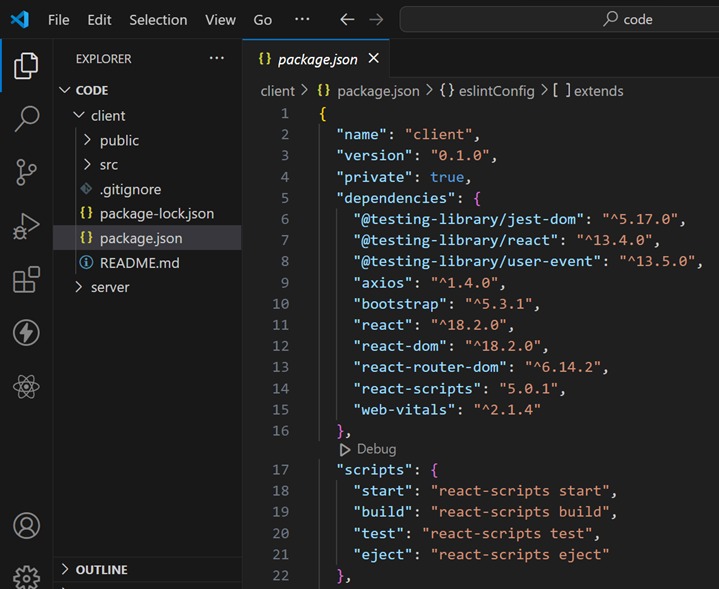 File Edit Selection View Go ··· ← → code
EXPLORER ···
CODE
client
public
src
.gitignore
{} package-lock.json
{} package.json
README.md
server
OUTLINE
{} package.json ×
client > {} package.json > {} eslintConfig > [ ] extends
1 {
2 "name": "client",
3 "version": "0.1.0",
4 "private": true,
5 "dependencies": {
6 "@testing-library/jest-dom": "^5.17.0",
7 "@testing-library/react": "^13.4.0",
8 "@testing-library/user-event": "^13.5.0",
9 "axios": "^1.4.0",
10 "bootstrap": "^5.3.1",
11 "react": "^18.2.0",
12 "react-dom": "^18.2.0",
13 "react-router-dom": "^6.14.2",
14 "react-scripts": "5.0.1",
15 "web-vitals": "^2.1.4"
16 },
Debug
17 "scripts": {
18 "start": "react-scripts start",
19 "build": "react-scripts build",
20 "test": "react-scripts test",
21 "eject": "react-scripts eject"
22 },